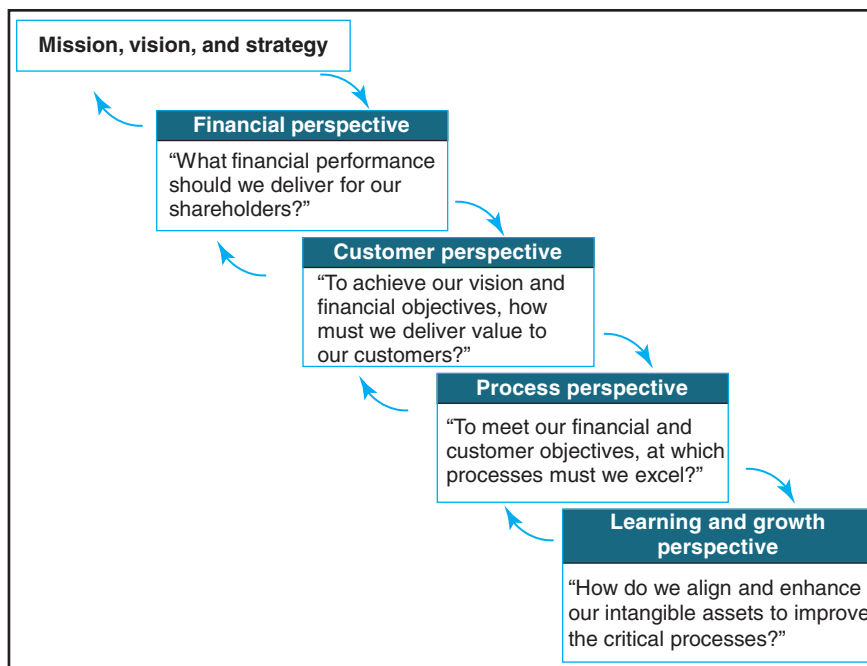 Mission, vision, and strategy
Financial perspective
“What financial performance
should we deliver for our
shareholders?”
Customer perspective
“To achieve our vision and
financial objectives, how
must we deliver value to
our customers?”
Process perspective
“To meet our financial and
customer objectives, at which
processes must we excel?”
Learning and growth
perspective
“How do we align and enhance
our intangible assets to improve
the critical processes?”